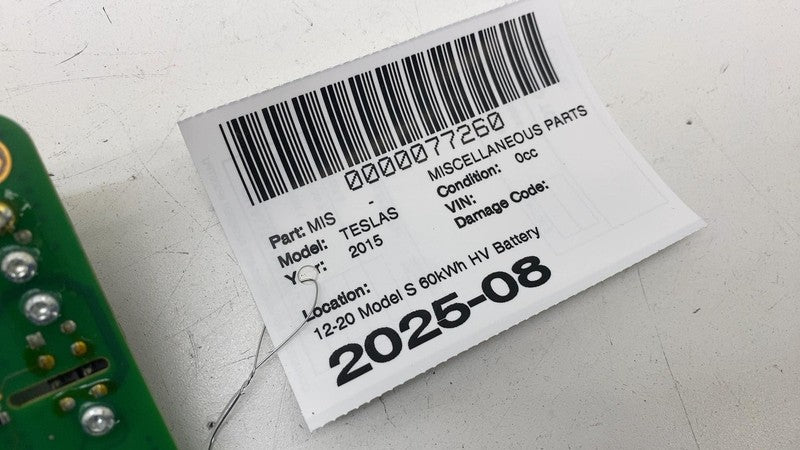 0000077260
Part: MIS - MISCELLANEOUS PARTS
Model: TESLAS Condition: 0cc
Year: 2015 VIN:
Damage Code:
Location:
12-20 Model S 60kWh HV Battery
2025-08